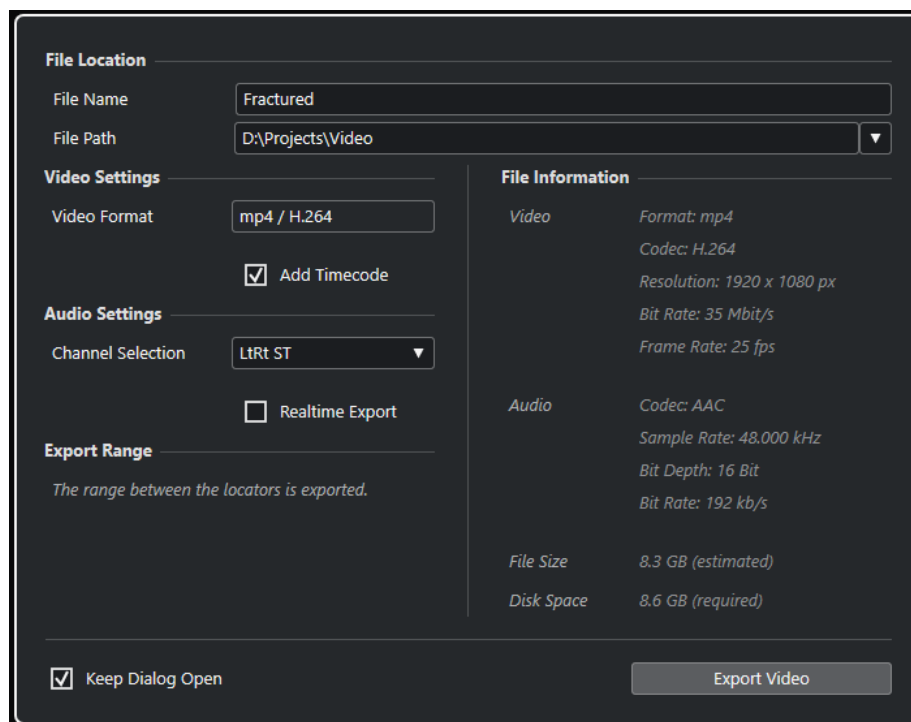 File Location
File Name Fractured
File Path D:\Projects\Video
Video Settings
Video Format mp4 / H.264
Add Timecode
Audio Settings
Channel Selection LtRt ST
Realtime Export
Export Range
The range between the locators is exported.
File Information
Video Format: mp4
Codec: H.264
Resolution: 1920 x 1080 px
Bit Rate: 35 Mbit/s
Frame Rate: 25 fps
Audio Codec: AAC
Sample Rate: 48.000 kHz
Bit Depth: 16 Bit
Bit Rate: 192 kb/s
File Size 8.3 GB (estimated)
Disk Space 8.6 GB (required)
Keep Dialog Open
Export Video